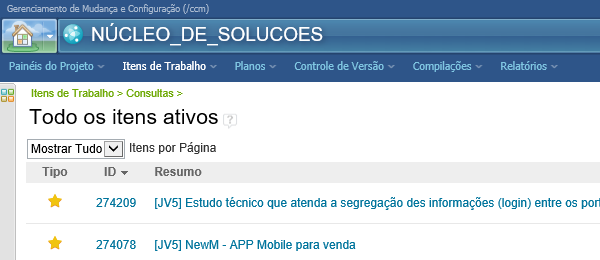 Gerenciamento de Mudança e Configuração (/ccm)
NÚCLEO_DE_SOLUCOES
Painéis do Projeto Itens de Trabalho Planos Controle de Versão Compilações Relatórios
Itens de Trabalho > Consultas >
Todo os itens ativos ?
Mostrar Tudo Itens por Página
Tipo ID Resumo
274209 [JV5] Estudo técnico que atenda a segregação des informações (login) entre os por
274078 [JV5] NewM - APP Mobile para venda